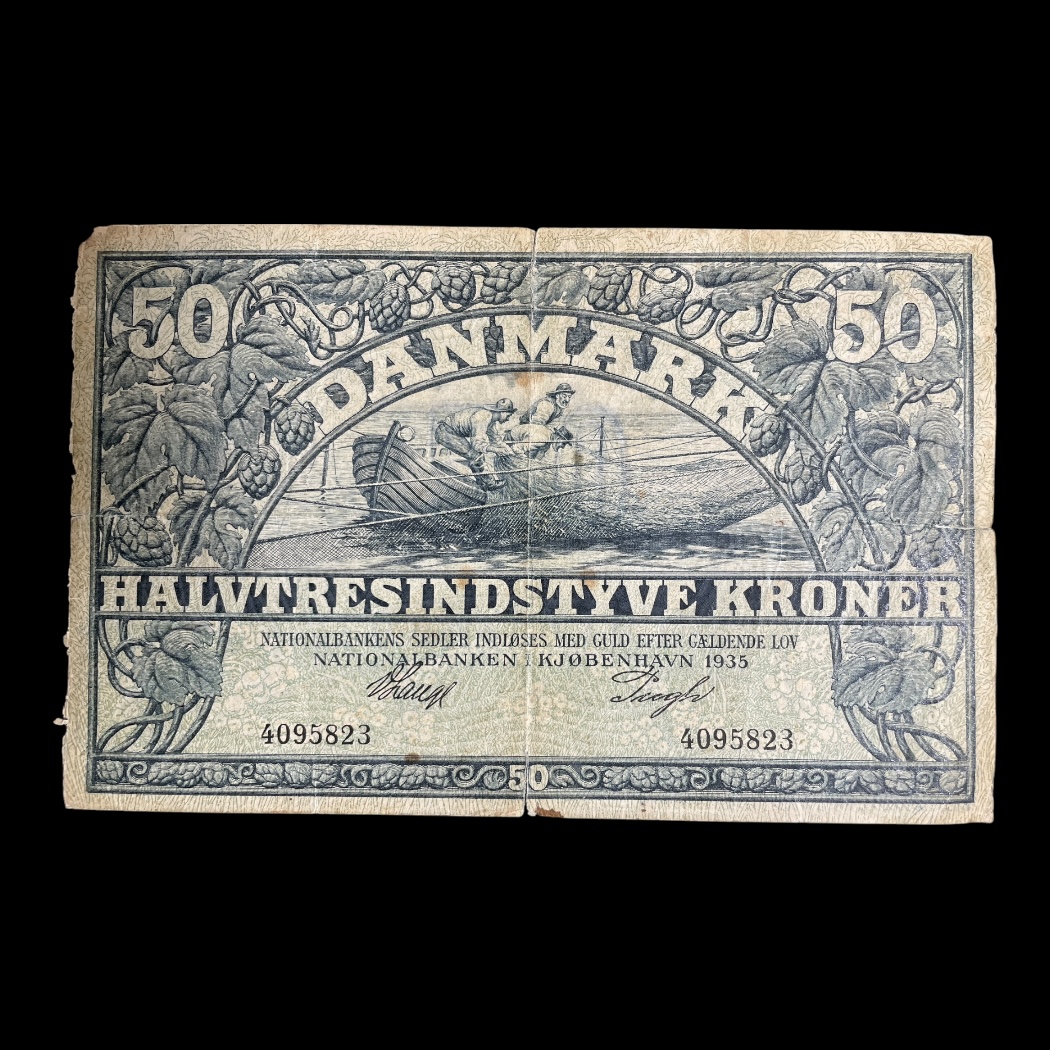 50 50
DANMARK
HALVTRESINDSTYVE KRONER
NATIONALBANKENS SEDLER INDLØSES MED GULD EFTER GÆLDENDE LOV
NATIONALBANKEN I KJØBENHAVN 1935
V Lange
4095823 4095823
50